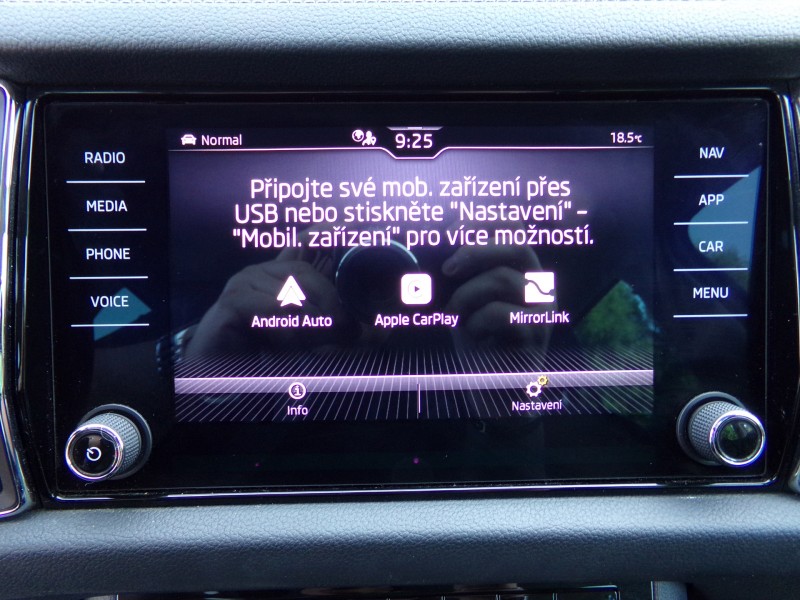 Normal 9:25 18.5°C
RADIO
MEDIA
PHONE
VOICE
Připojte své mob. zařízení přes
USB nebo stiskněte "Nastavení" –
"Mobil. zařízení" pro více možností.
Android Auto Apple CarPlay MirrorLink
Info Nastavení
NAV
APP
CAR
MENU